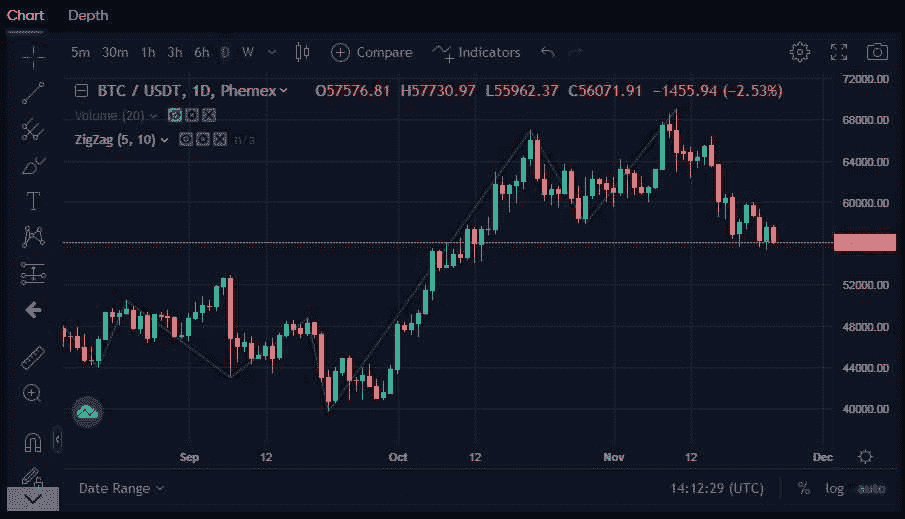 Chart Depth
5m 30m 1h 3h 6h D W Compare Indicators
BTC / USDT, 1D, Phemex O57576.81 H57730.97 L55962.37 C56071.91 −1455.94 (−2.53%)
Volume (20)
ZigZag (5, 10) n/a
72000.00
68000.00
64000.00
60000.00
52000.00
48000.00
44000.00
40000.00
Sep 12 Oct 12 Nov 12 Dec
Date Range 14:12:29 (UTC) % log auto